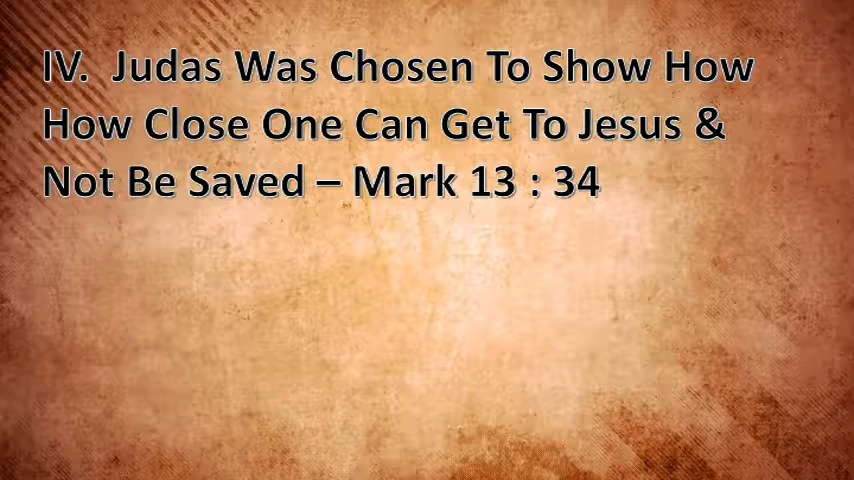 IV. Judas Was Chosen To Show How
How Close One Can Get To Jesus &
Not Be Saved – Mark 13 : 34